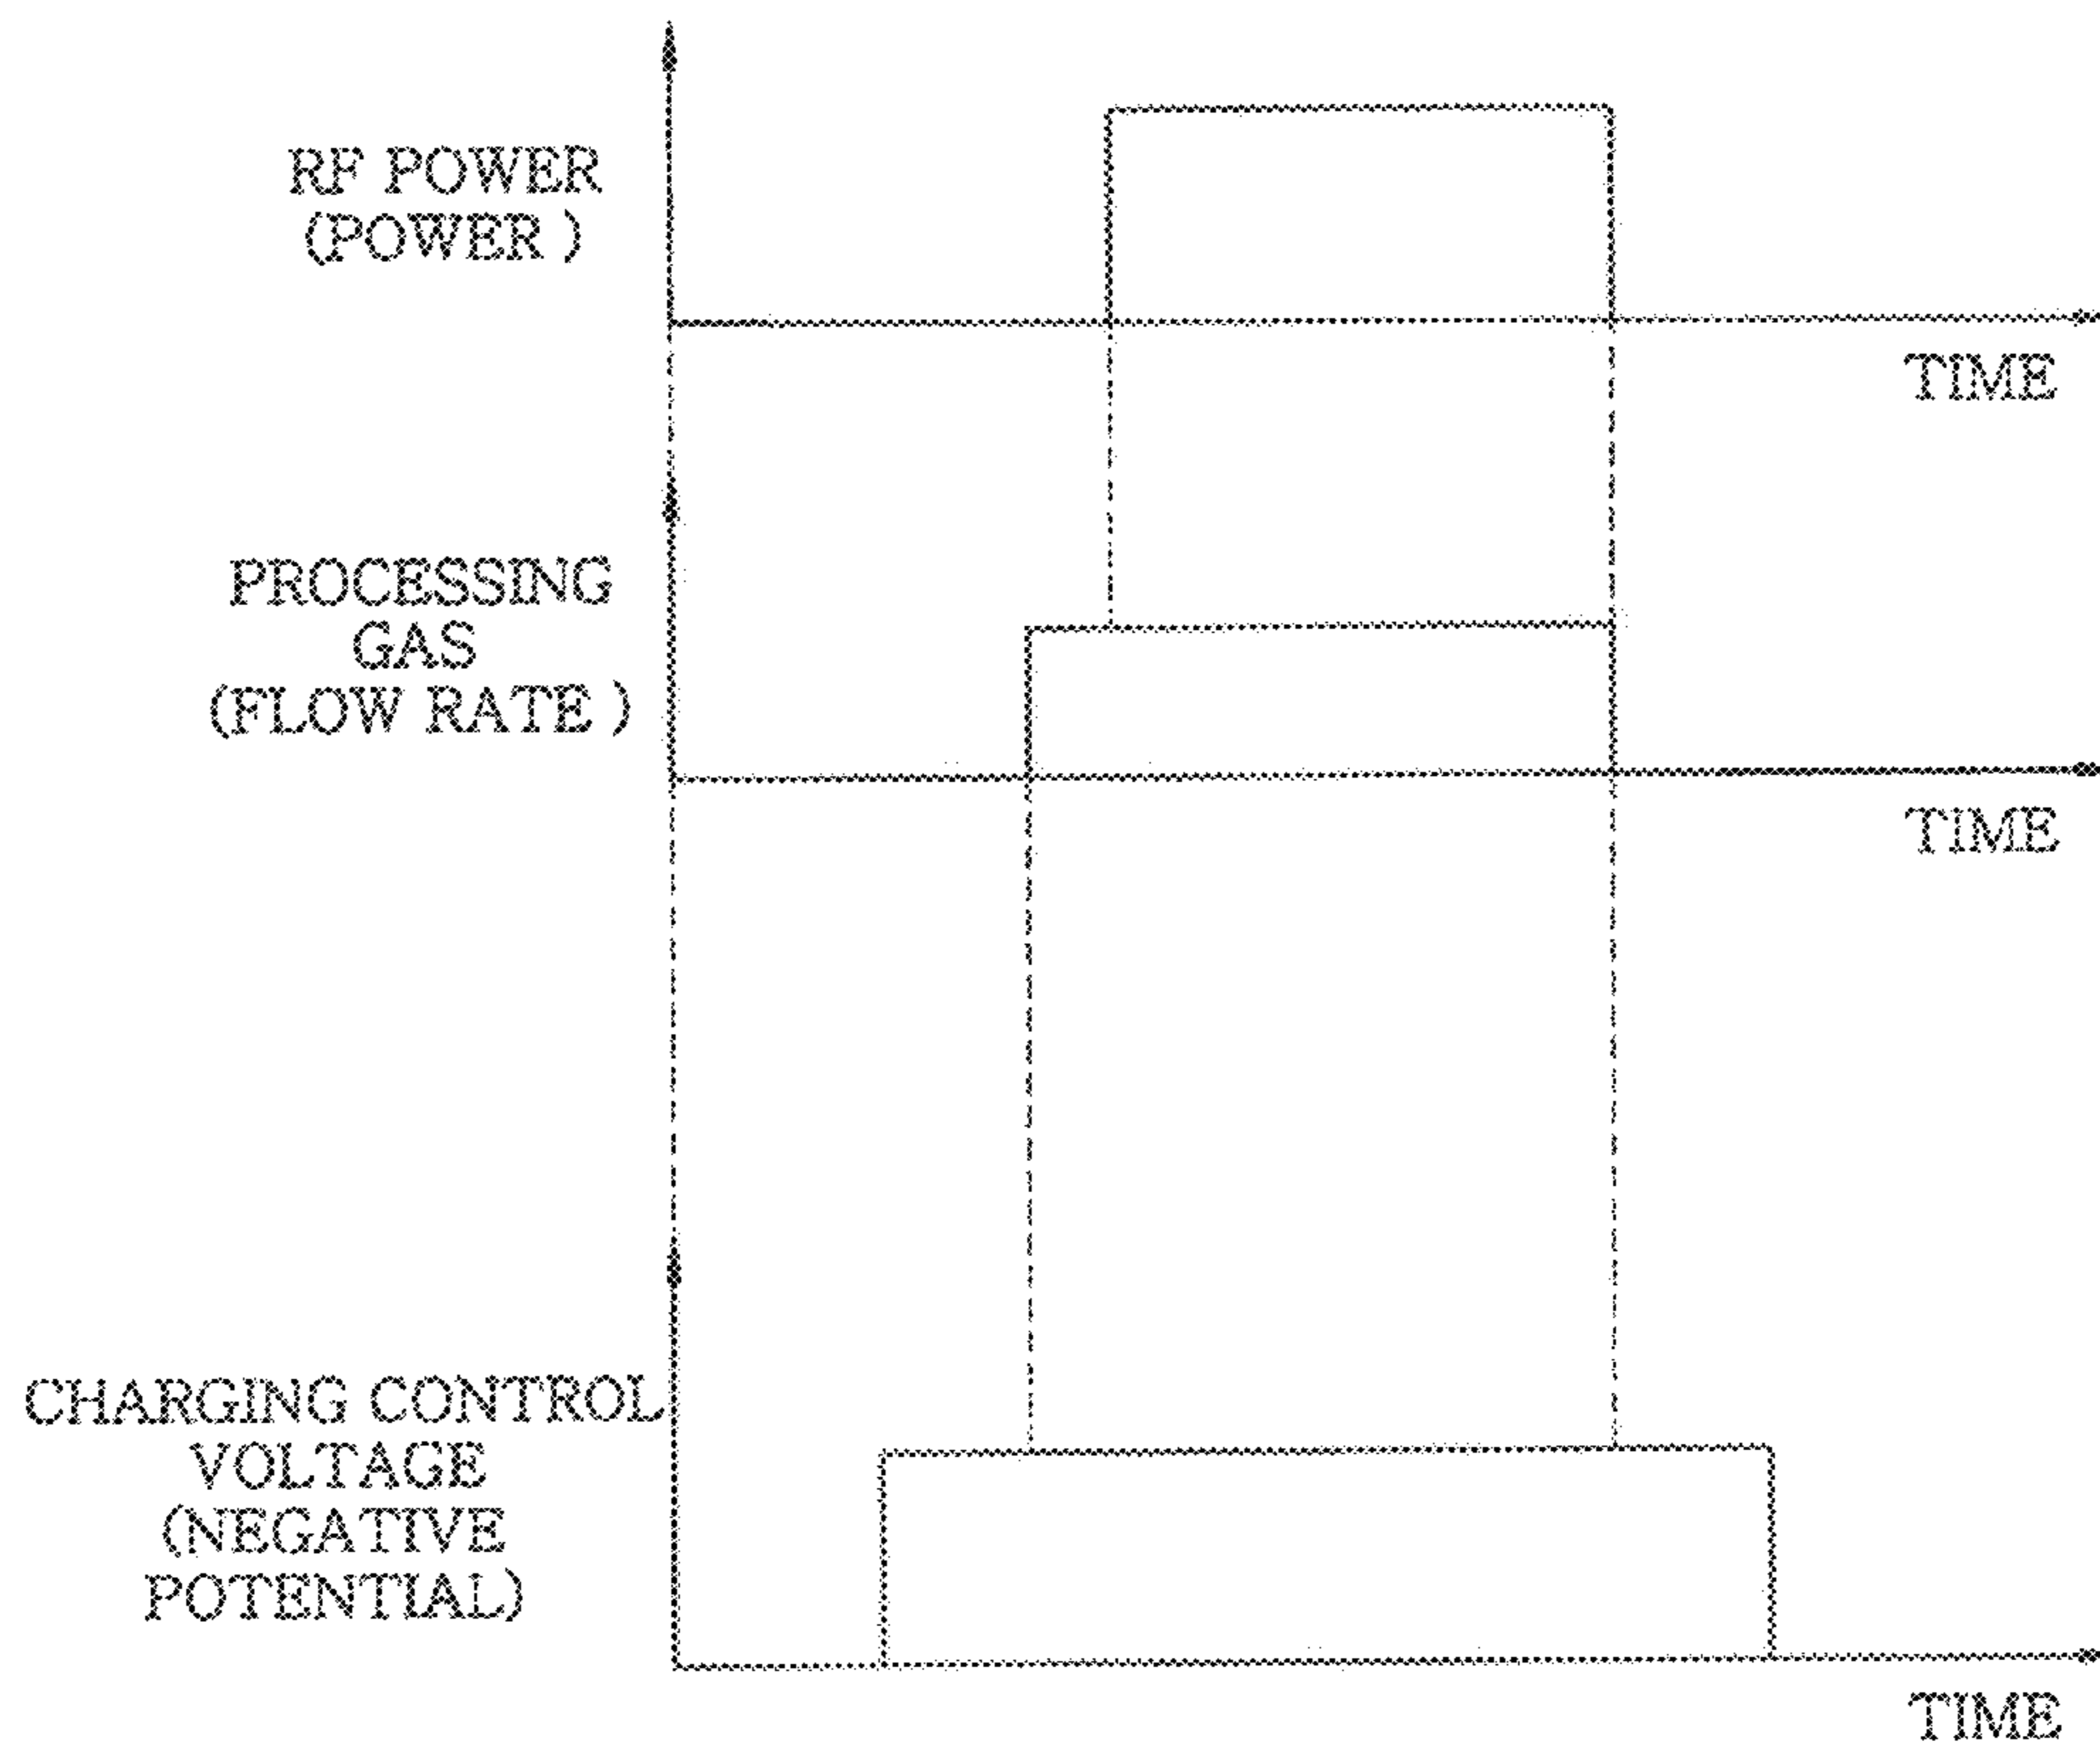 RF POWER
(POWER )
TIME
PROCESSING
GAS
(FLOW RATE )
TIME
CHARGING CONTROL
VOLTAGE
(NEGATIVE
POTENTIAL)
TIME